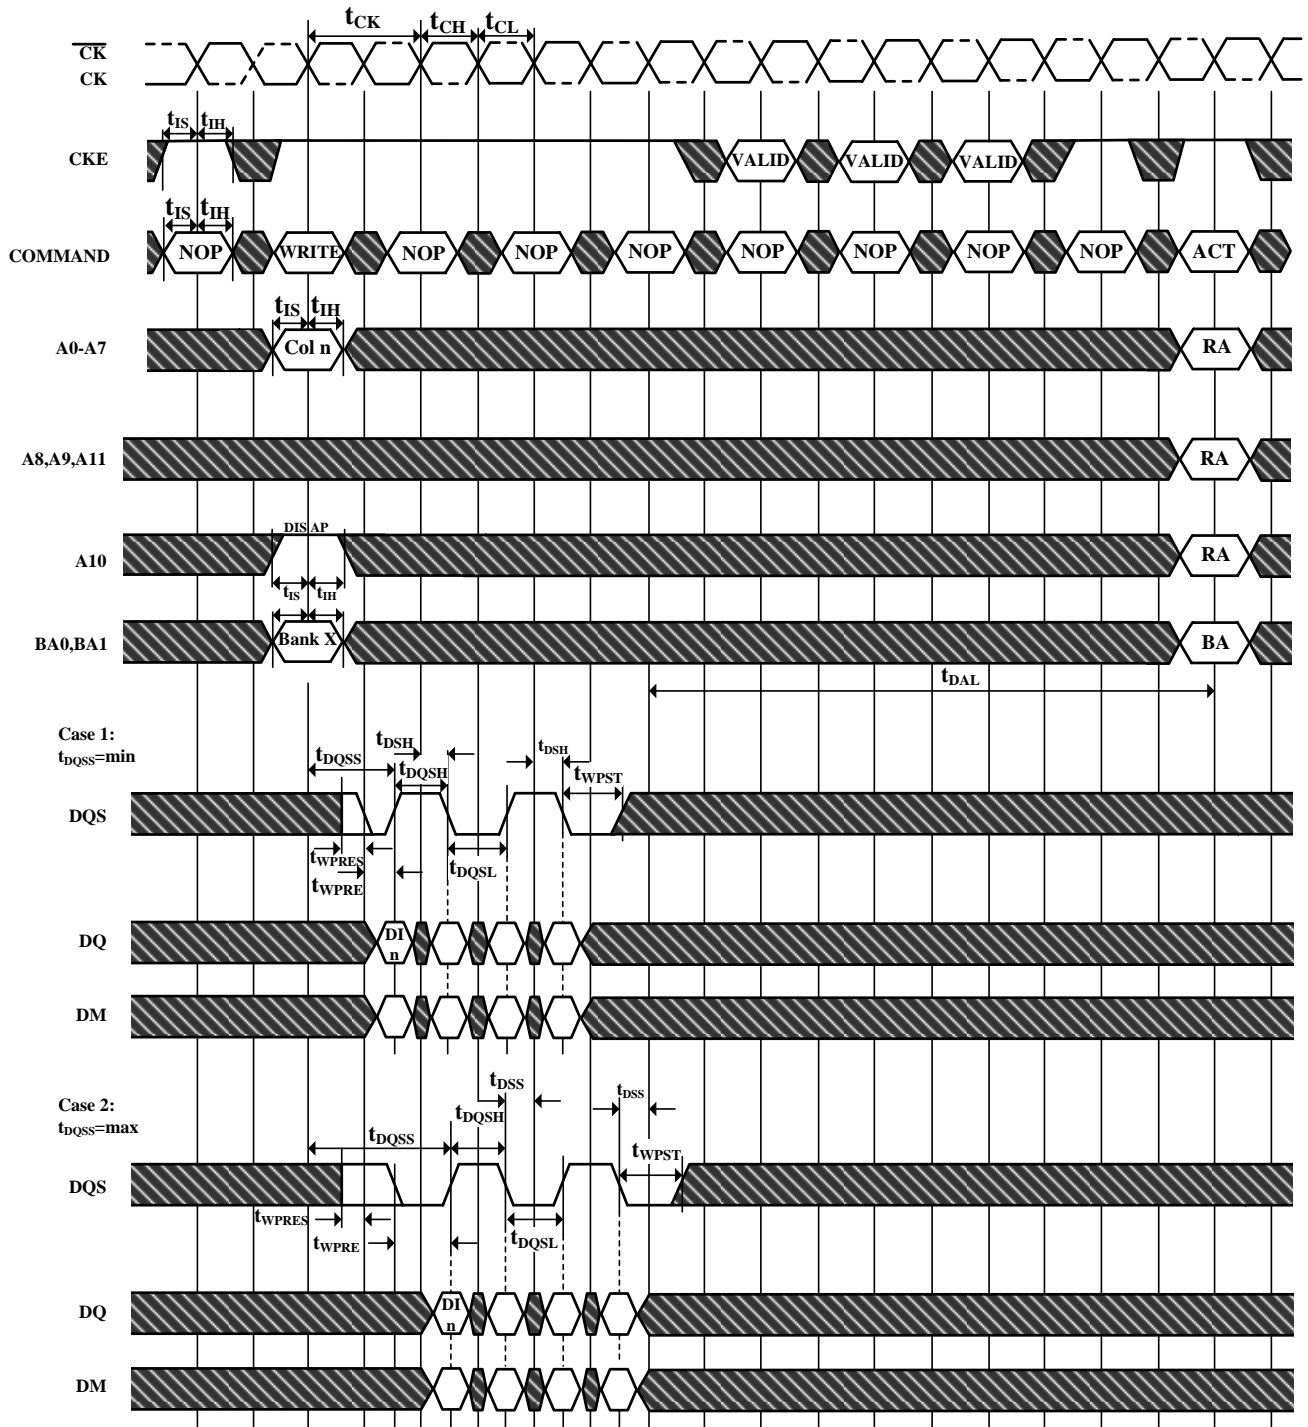 tCK tCH tCL
CK
CK
tIS tIH
CKE VALID VALID VALID
tIS tIH
COMMAND NOP WRITE NOP NOP NOP NOP NOP NOP NOP ACT
tIS tIH
A0-A7 Col n RA
A8,A9,A11 RA
DIS AP
A10 RA
tIS tIH
BA0,BA1 Bank X BA
tDAL
Case 1:
tDQSS=min
tDSH tDSH
tDQSS tDQSH tWPST
DQS
tWPRES tDQSL
tWPRE
DQ DI
n
DM
Case 2:
tDQSS=max
tDSS tDSS
tDQSH
tDQSS tWPST
DQS
tWPRES
tWPRE tDQSL
DQ DI
n
DM